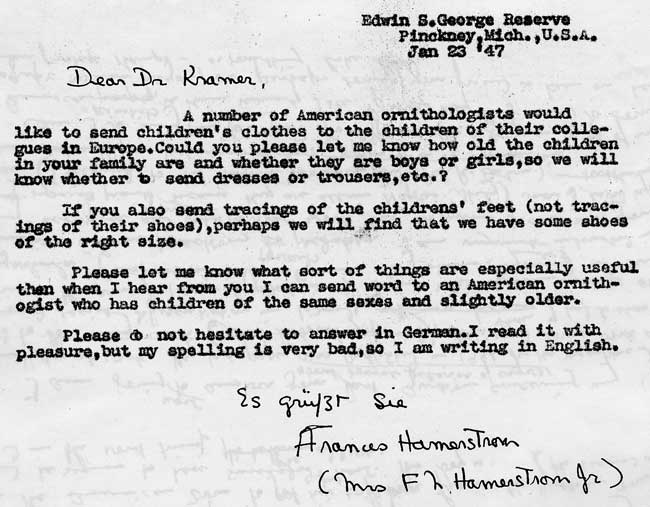 Edwin S.George Reserve
Pinckney,Mich.,U.S.A.
Jan 23 '47
Dear Dr Kramer,
A number of American ornithologists would
like to send children's clothes to the children of their colle-
gues in Europe.Could you please let me know how old the children
in your family are and whether they are boys or girls,so we will
know whether to send dresses or trousers,etc.?
If you also send tracings of the childrens' feet (not trac-
ings of their shoes),perhaps we will find that we have some shoes
of the right size.
Please let me know what sort of things are especially useful
then when I hear from you I can send word to an American ornith-
ogist who has children of the same sexes and slightly older.
Please do not hesitate to answer in German.I read it with
pleasure,but my spelling is very bad,so I am writing in English.
Es grüßt Sie
Frances Hamerstrom
(Mrs F N. Hamerstrom Jr)